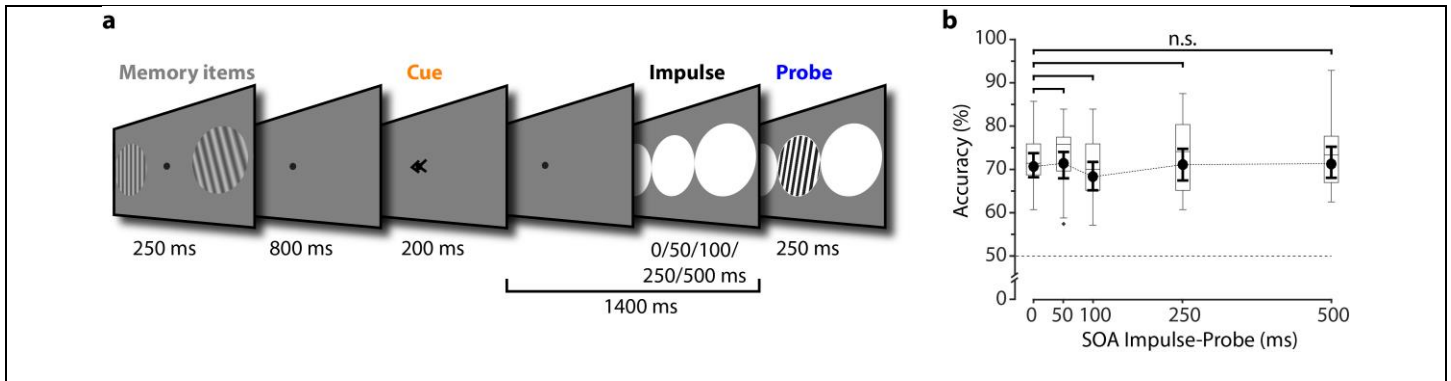 a
Memory items
Cue
Impulse
Probe
250 ms
800 ms
200 ms
0/50/100/
250/500 ms
250 ms
1400 ms
b
n.s.
Accuracy (%)
100
90
80
70
60
50
0
0
50
100
250
500
SOA Impulse-Probe (ms)